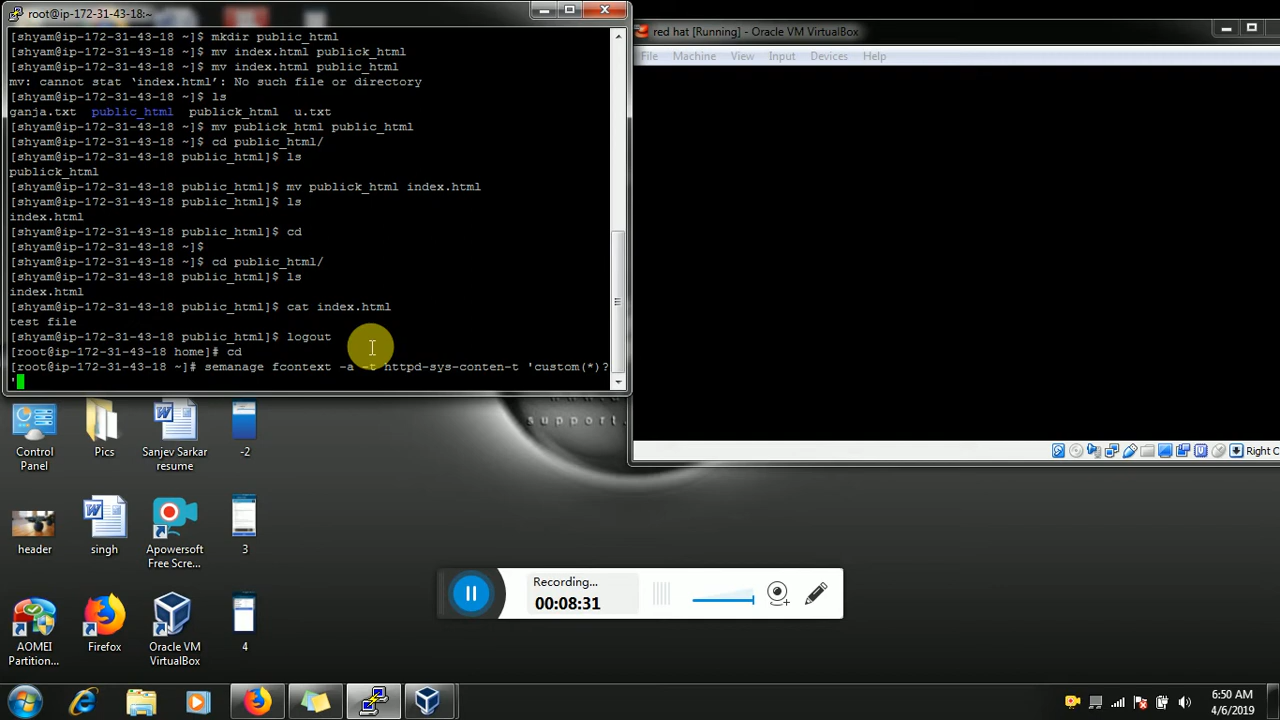 root@ip-172-31-43-18:~
[shyam@ip-172-31-43-18 ~]$ mkdir public_html
[shyam@ip-172-31-43-18 ~]$ mv index.html publick_html
[shyam@ip-172-31-43-18 ~]$ mv index.html public_html
mv: cannot stat ‘index.html’: No such file or directory
[shyam@ip-172-31-43-18 ~]$ ls
ganja.txt  public_html  publick_html  u.txt
[shyam@ip-172-31-43-18 ~]$ mv publick_html public_html
[shyam@ip-172-31-43-18 ~]$ cd public_html/
[shyam@ip-172-31-43-18 public_html]$ ls
publick_html
[shyam@ip-172-31-43-18 public_html]$ mv publick_html index.html
[shyam@ip-172-31-43-18 public_html]$ ls
index.html
[shyam@ip-172-31-43-18 public_html]$ cd
[shyam@ip-172-31-43-18 ~]$
[shyam@ip-172-31-43-18 ~]$ cd public_html/
[shyam@ip-172-31-43-18 public_html]$ ls
index.html
[shyam@ip-172-31-43-18 public_html]$ cat index.html
test file
[shyam@ip-172-31-43-18 public_html]$ logout
[root@ip-172-31-43-18 home]# cd
[root@ip-172-31-43-18 ~]# semanage fcontext -a -t httpd-sys-conten-t 'custom(*)?
'
red hat [Running] - Oracle VM VirtualBox
File Machine View Input Devices Help
Right C
support.
Control Panel
Pics
Sanjev Sarkar resume
-2
header
singh
Apowersoft Free Scre...
3
AOMEI Partition...
Firefox
Oracle VM VirtualBox
4
Recording...
00:08:31
6:50 AM
4/6/2019